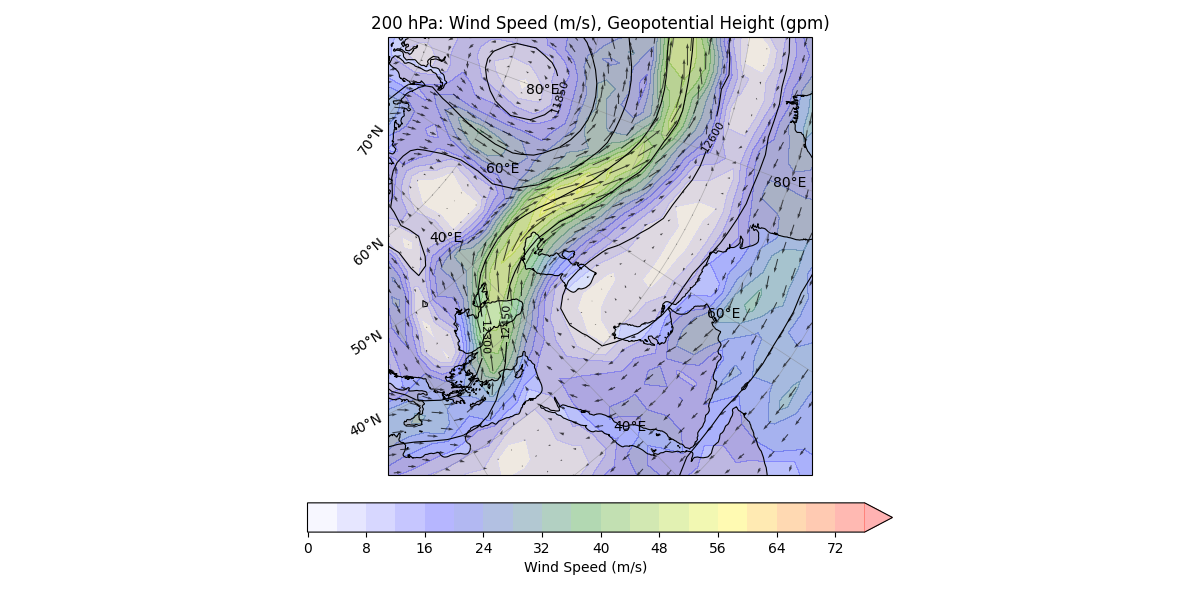 200 hPa: Wind Speed (m/s), Geopotential Height (gpm)
80°E
11850
12600
70°N
60°E
80°E
40°E
60°N
60°E
12300
12450
50°N
40°N
40°E
0 8 16 24 32 40 48 56 64 72
Wind Speed (m/s)